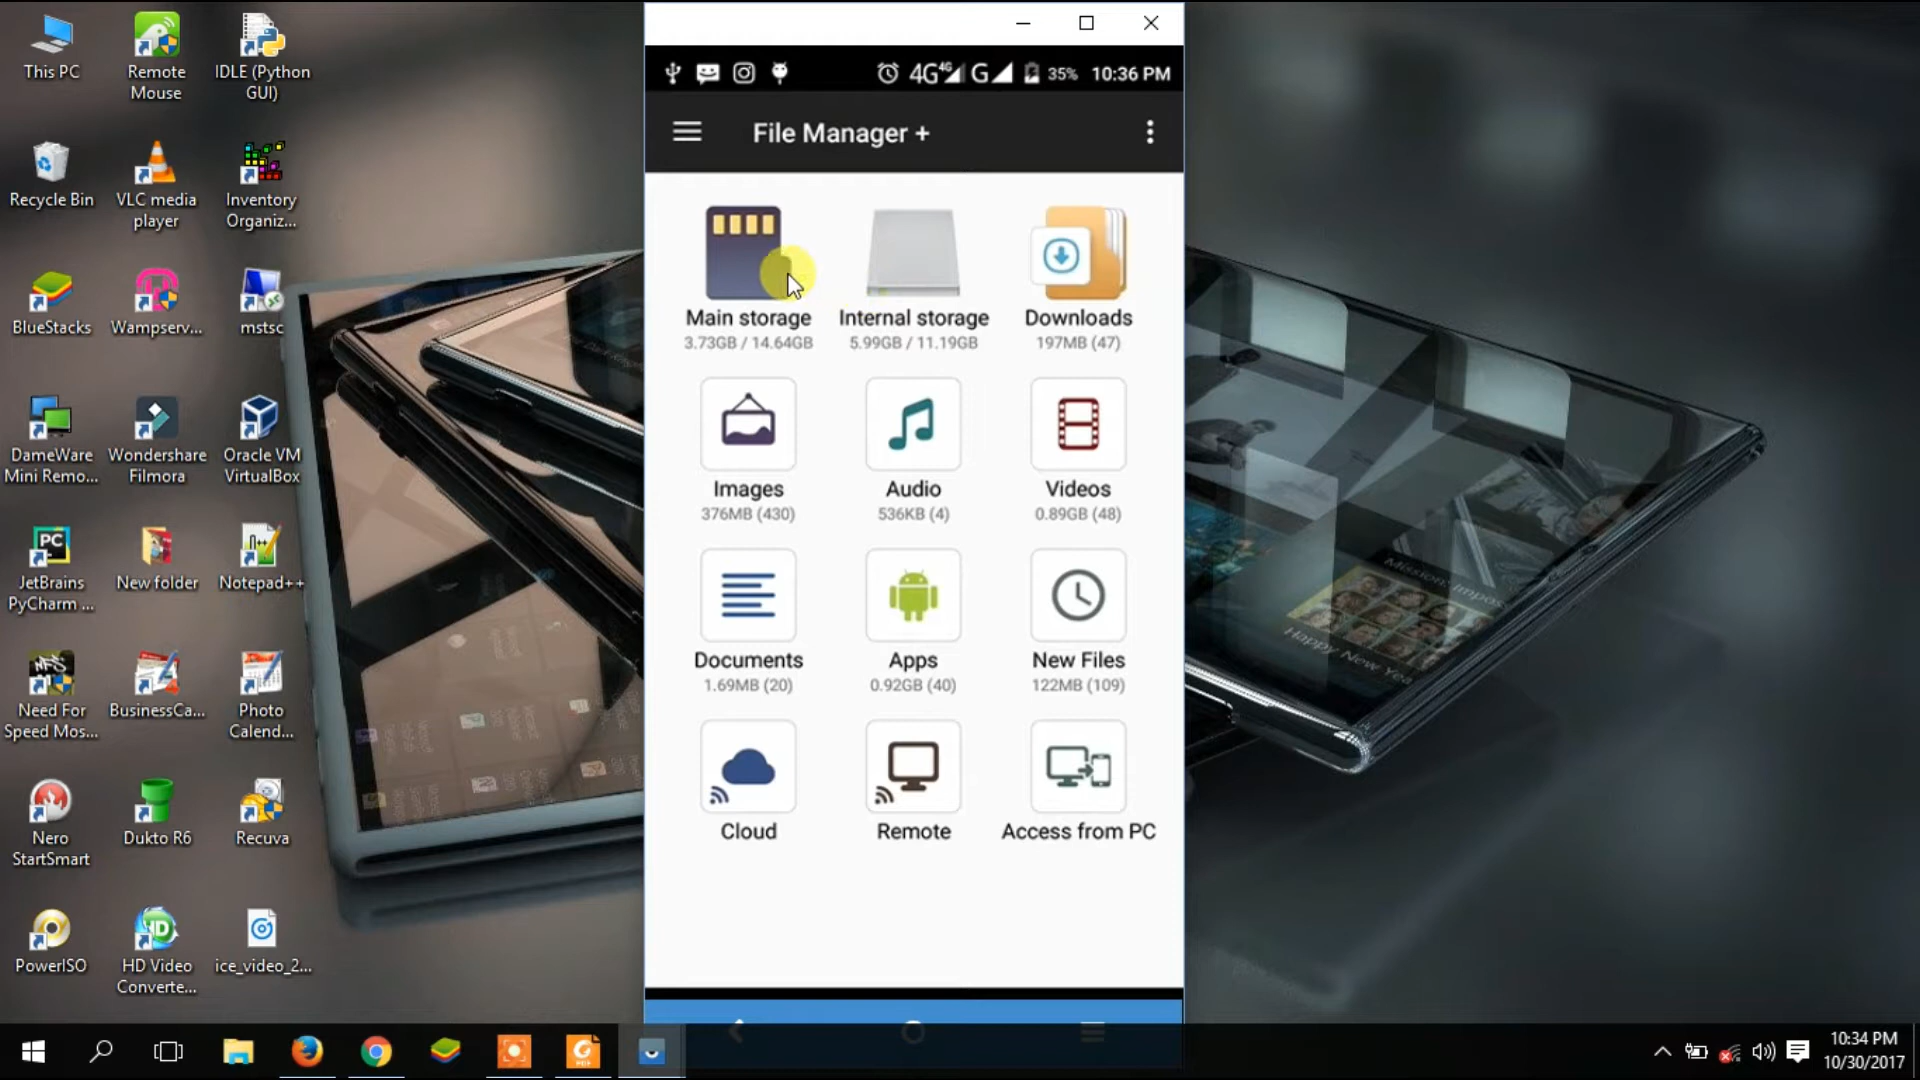 This PC
Remote
Mouse
IDLE (Python
GUI)
Recycle Bin
VLC media
player
Inventory
Organiz...
BlueStacks
Wampserv...
mstsc
DameWare
Mini Remo...
Wondershare
Filmora
Oracle VM
VirtualBox
JetBrains
PyCharm ...
New folder
Notepad++
Need For
Speed Mos...
BusinessCa...
Photo
Calend...
Nero
StartSmart
Dukto R6
Recuva
PowerISO
HD Video
Converte...
ice_video_2...
4G 4G G 35% 10:36 PM
File Manager +
Main storage
3.73GB / 14.64GB
Internal storage
5.99GB / 11.19GB
Downloads
197MB (47)
Images
376MB (430)
Audio
536KB (4)
Videos
0.89GB (48)
Documents
1.69MB (20)
Apps
0.92GB (40)
New Files
122MB (109)
Cloud
Remote
Access from PC
Happy New Yea
10:34 PM
10/30/2017